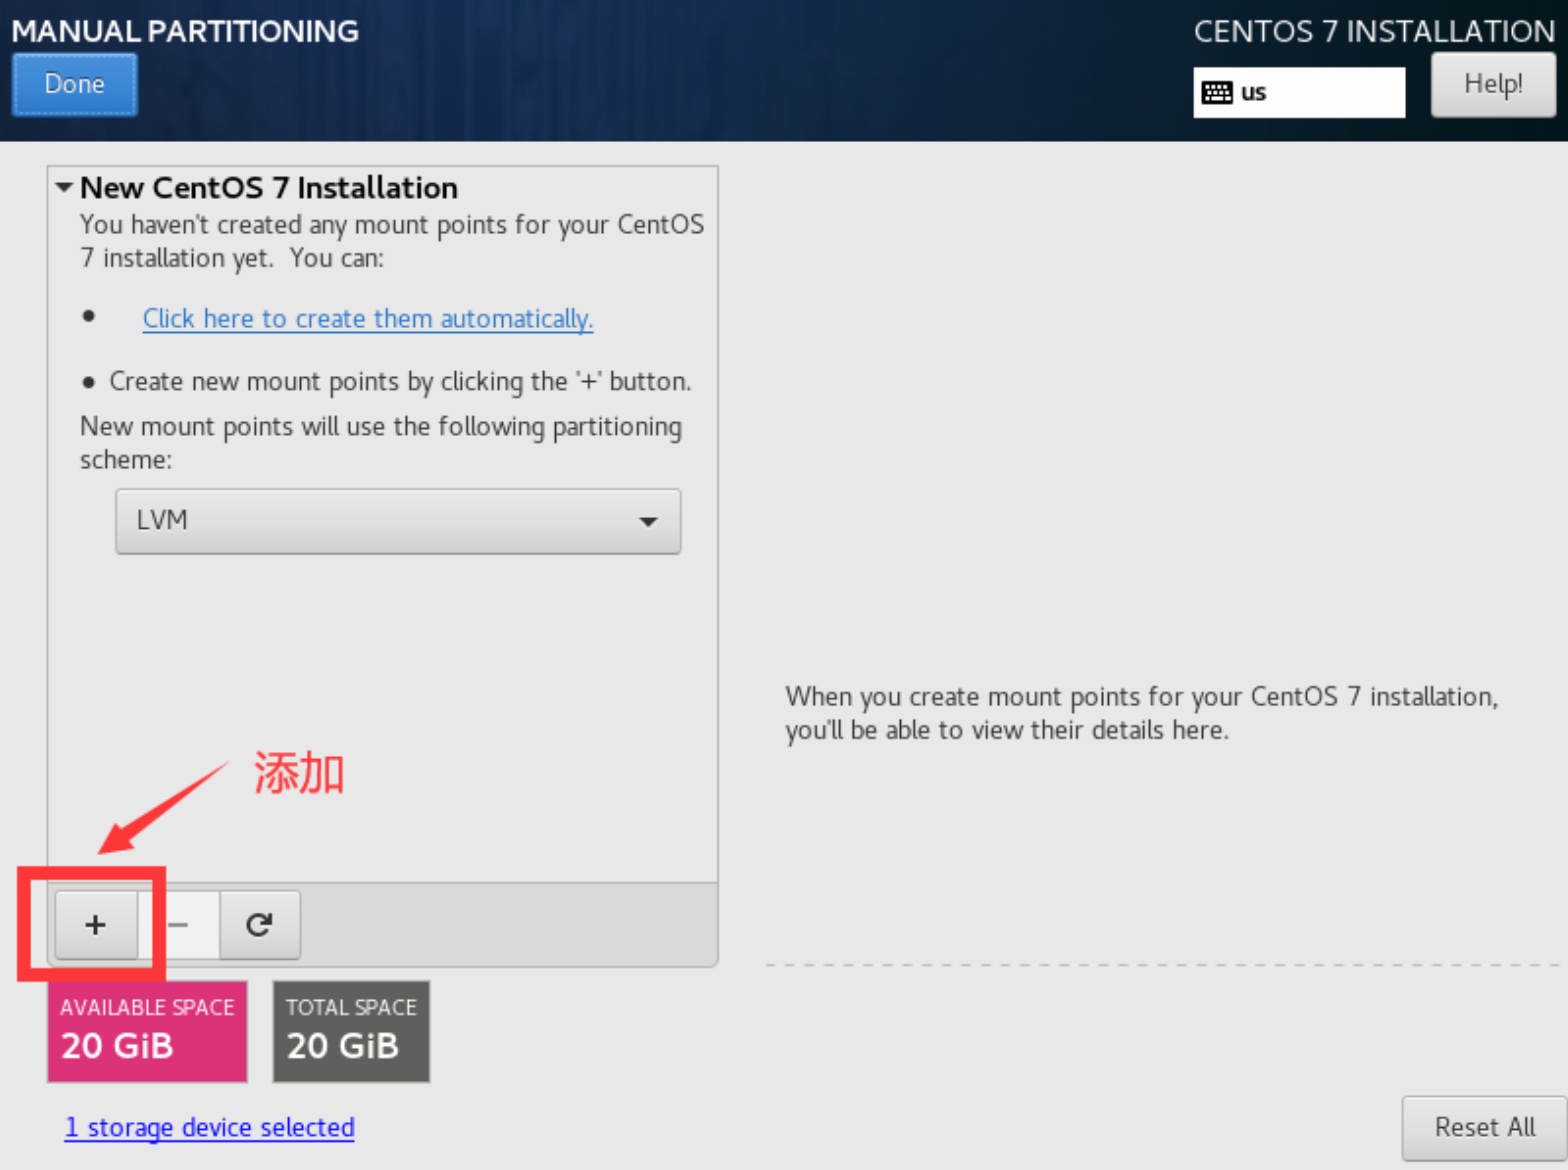 MANUAL PARTITIONING
CENTOS 7 INSTALLATION
Done
us
Help!
New CentOS 7 Installation
You haven't created any mount points for your CentOS
7 installation yet. You can:
• Click here to create them automatically.
• Create new mount points by clicking the '+' button.
New mount points will use the following partitioning
scheme:
LVM
When you create mount points for your CentOS 7 installation,
you'll be able to view their details here.
添加
+ −
AVAILABLE SPACE
20 GiB
TOTAL SPACE
20 GiB
1 storage device selected
Reset All